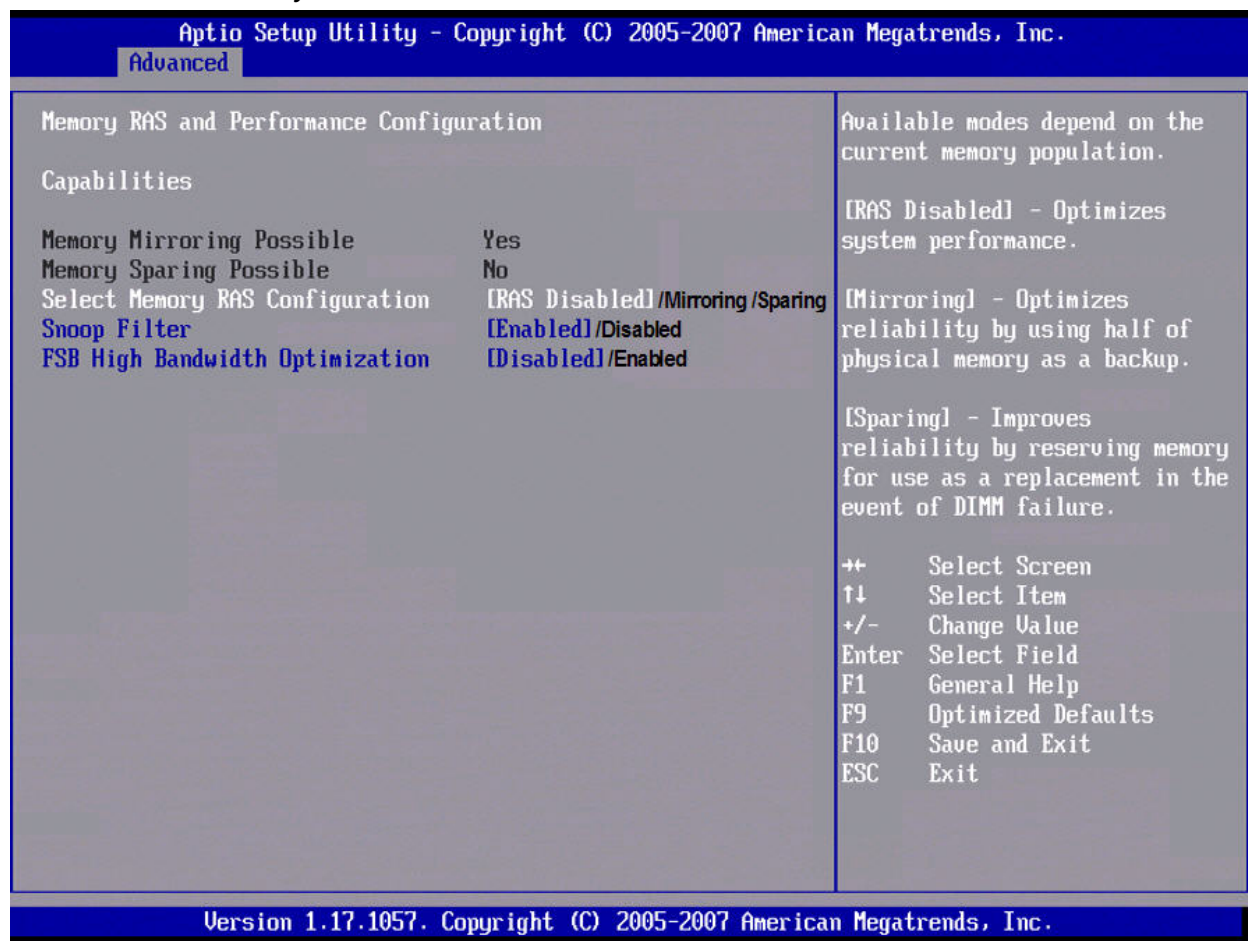 Aptio Setup Utility - Copyright (C) 2005-2007 American Megatrends, Inc.
Advanced
Memory RAS and Performance Configuration
Capabilities
Memory Mirroring Possible Yes
Memory Sparing Possible No
Select Memory RAS Configuration [RAS Disabled]/Mirroring /Sparing
Snoop Filter [Enabled]/Disabled
FSB High Bandwidth Optimization [Disabled]/Enabled
Available modes depend on the
current memory population.
[RAS Disabled] - Optimizes
system performance.
[Mirroring] - Optimizes
reliability by using half of
physical memory as a backup.
[Sparing] - Improves
reliability by reserving memory
for use as a replacement in the
event of DIMM failure.
→← Select Screen
↑↓ Select Item
+/- Change Value
Enter Select Field
F1 General Help
F9 Optimized Defaults
F10 Save and Exit
ESC Exit
Version 1.17.1057. Copyright (C) 2005-2007 American Megatrends, Inc.